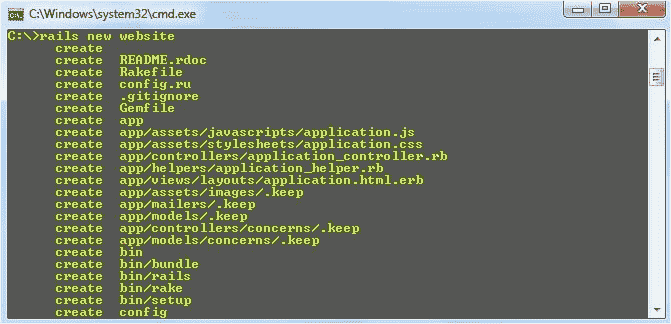 C:\Windows\system32\cmd.exe
C:\>rails new website
create
create README.rdoc
create Rakefile
create config.ru
create .gitignore
create Gemfile
create app
create app/assets/javascripts/application.js
create app/assets/stylesheets/application.css
create app/controllers/application_controller.rb
create app/helpers/application_helper.rb
create app/views/layouts/application.html.erb
create app/assets/images/.keep
create app/mailers/.keep
create app/models/.keep
create app/controllers/concerns/.keep
create app/models/concerns/.keep
create bin
create bin/bundle
create bin/rails
create bin/rake
create bin/setup
create config